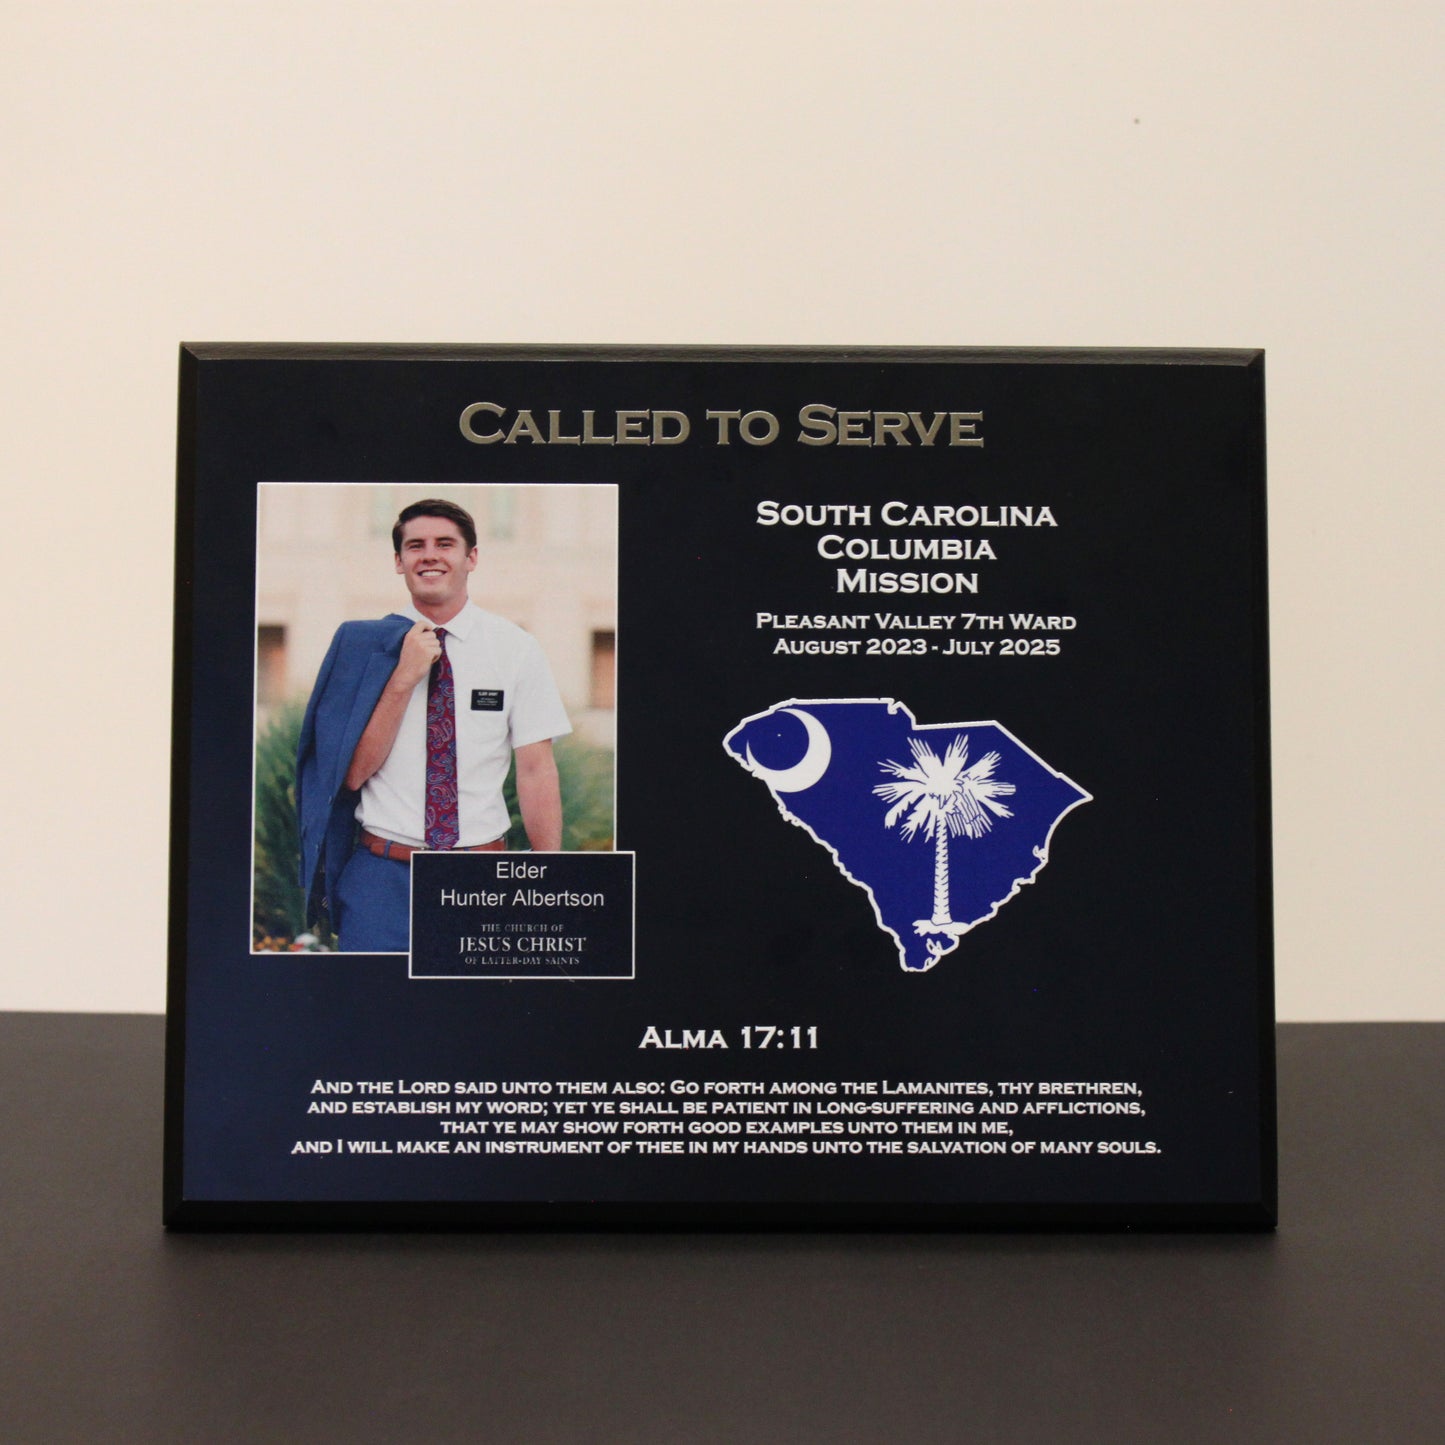 CALLED TO SERVE
SOUTH CAROLINA
COLUMBIA
MISSION
PLEASANT VALLEY 7TH WARD
AUGUST 2023 - JULY 2025
Elder
Hunter Albertson
THE CHURCH OF
JESUS CHRIST
OF LATTER-DAY SAINTS
ALMA 17:11
AND THE LORD SAID UNTO THEM ALSO: GO FORTH AMONG THE LAMANITES, THY BRETHREN,
AND ESTABLISH MY WORD; YET YE SHALL BE PATIENT IN LONG-SUFFERING AND AFFLICTIONS,
THAT YE MAY SHOW FORTH GOOD EXAMPLES UNTO THEM IN ME,
AND I WILL MAKE AN INSTRUMENT OF THEE IN MY HANDS UNTO THE SALVATION OF MANY SOULS.